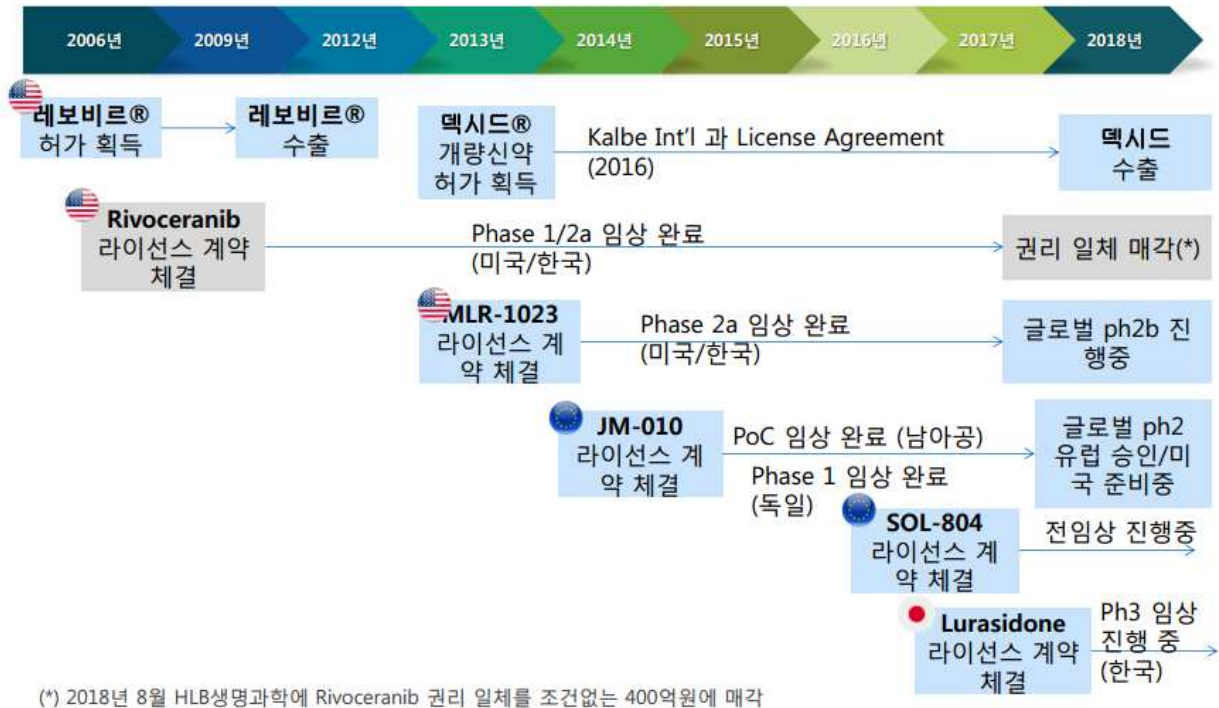 2006년 2009년 2012년 2013년 2014년 2015년 2016년 2017년 2018년
레보비르®
허가 획득
레보비르®
수출
덱시드®
개량신약
허가 획득
Kalbe Int'l 과 License Agreement
(2016)
덱시드
수출
Rivoceranib
라이선스 계약
체결
Phase 1/2a 임상 완료
(미국/한국)
권리 일체 매각(*)
MLR-1023
라이선스 계
약 체결
Phase 2a 임상 완료
(미국/한국)
글로벌 ph2b 진
행중
JM-010
라이선스 계
약 체결
PoC 임상 완료 (남아공)
Phase 1 임상 완료
(독일)
글로벌 ph2
유럽 승인/미
국 준비중
SOL-804
라이선스 계
약 체결
전임상 진행중
Lurasidone
라이선스 계약
체결
Ph3 임상
진행 중
(한국)
(*) 2018년 8월 HLB생명과학에 Rivoceranib 권리 일체를 조건없는 400억원에 매각